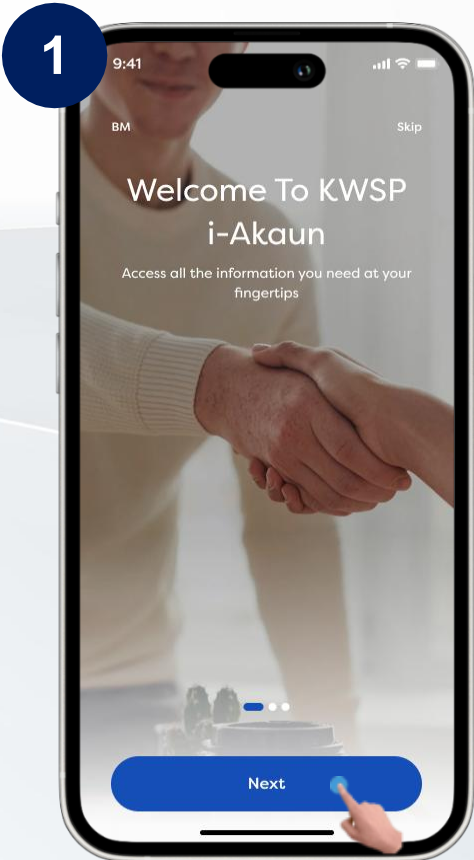 1
9:41
BM
Skip
Welcome To KWSP
i-Akaun
Access all the information you need at your
fingertips
Next